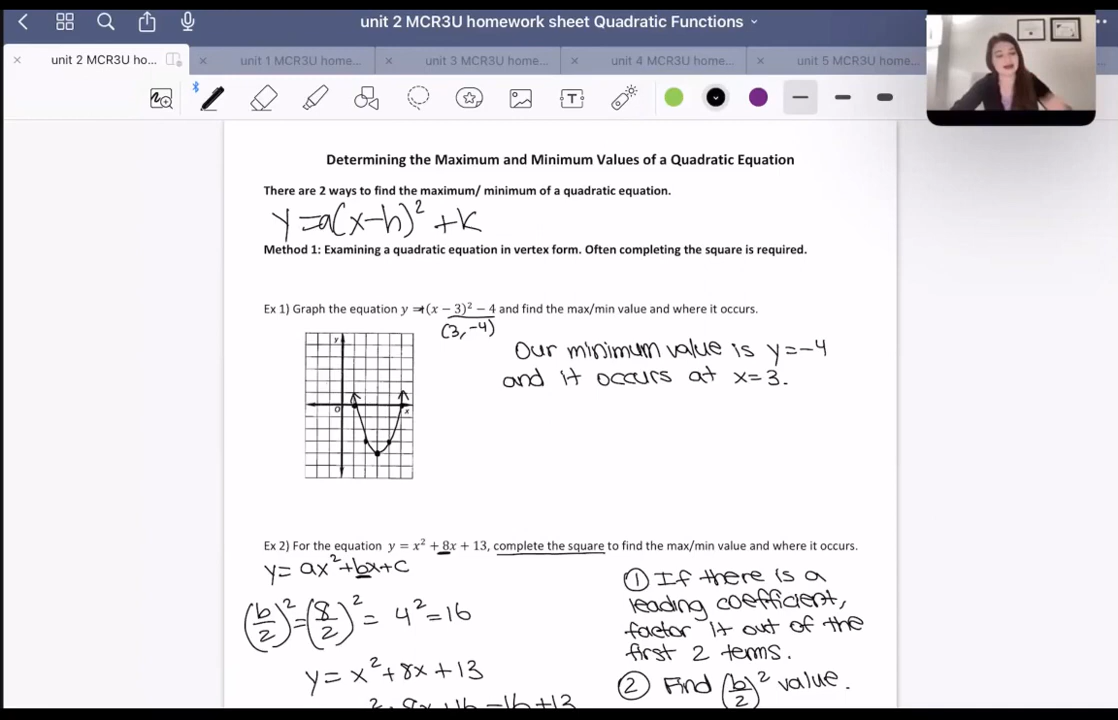 unit 2 MCR3U homework sheet Quadratic Functions
unit 2 MCR3U ho...
unit 1 MCR3U home...
unit 3 MCR3U home...
unit 4 MCR3U home...
unit 5 MCR3U home...
Determining the Maximum and Minimum Values of a Quadratic Equation
There are 2 ways to find the maximum/ minimum of a quadratic equation.
y=a(x-h)² +k
Method 1: Examining a quadratic equation in vertex form. Often completing the square is required.
Ex 1) Graph the equation y = (x − 3)² − 4 and find the max/min value and where it occurs.
(3,-4)
Our minimum value is y=-4
and it occurs at x=3.
y
0
x
Ex 2) For the equation y = x² + 8x + 13, complete the square to find the max/min value and where it occurs.
y= ax²+bx+c
(b/2)²=(8/2)²= 4²=16
y= x²+8x+13
① If there is a
leading coefficient,
factor it out of the
first 2 terms.
② Find (b/2)² value.